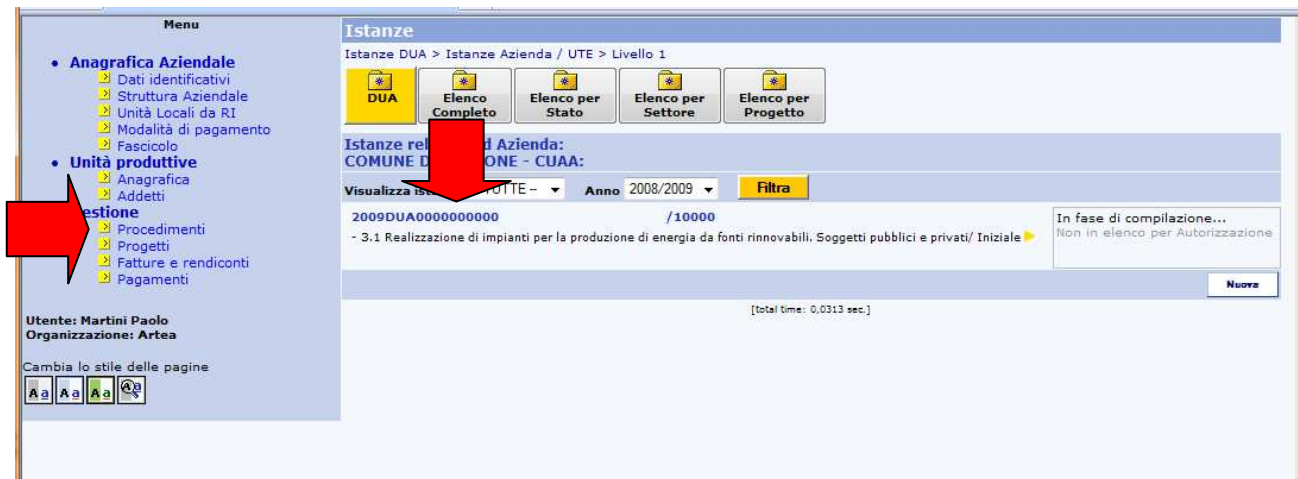 Menu
Anagrafica Aziendale
Dati identificativi
Struttura Aziendale
Unità Locali da RI
Modalità di pagamento
Fascicolo
Unità produttive
Anagrafica
Addetti
estione
Procedimenti
Progetti
Fatture e rendiconti
Pagamenti
Utente: Martini Paolo
Organizzazione: Artea
Cambia lo stile delle pagine
Aa Aa Aa Aa
Istanze
Istanze DUA > Istanze Azienda / UTE > Livello 1
DUA
Elenco Completo
Elenco per Stato
Elenco per Settore
Elenco per Progetto
Istanze re d Azienda:
COMUNE D ONE - CUAA:
Visualizza TUTTE – Anno 2008/2009 Filtra
2009DUA0000000000 /10000
- 3.1 Realizzazione di impianti per la produzione di energia da fonti rinnovabili. Soggetti pubblici e privati/ Iniziale
In fase di compilazione...
Non in elenco per Autorizzazione
Nuova
[total time: 0,0313 sec.]